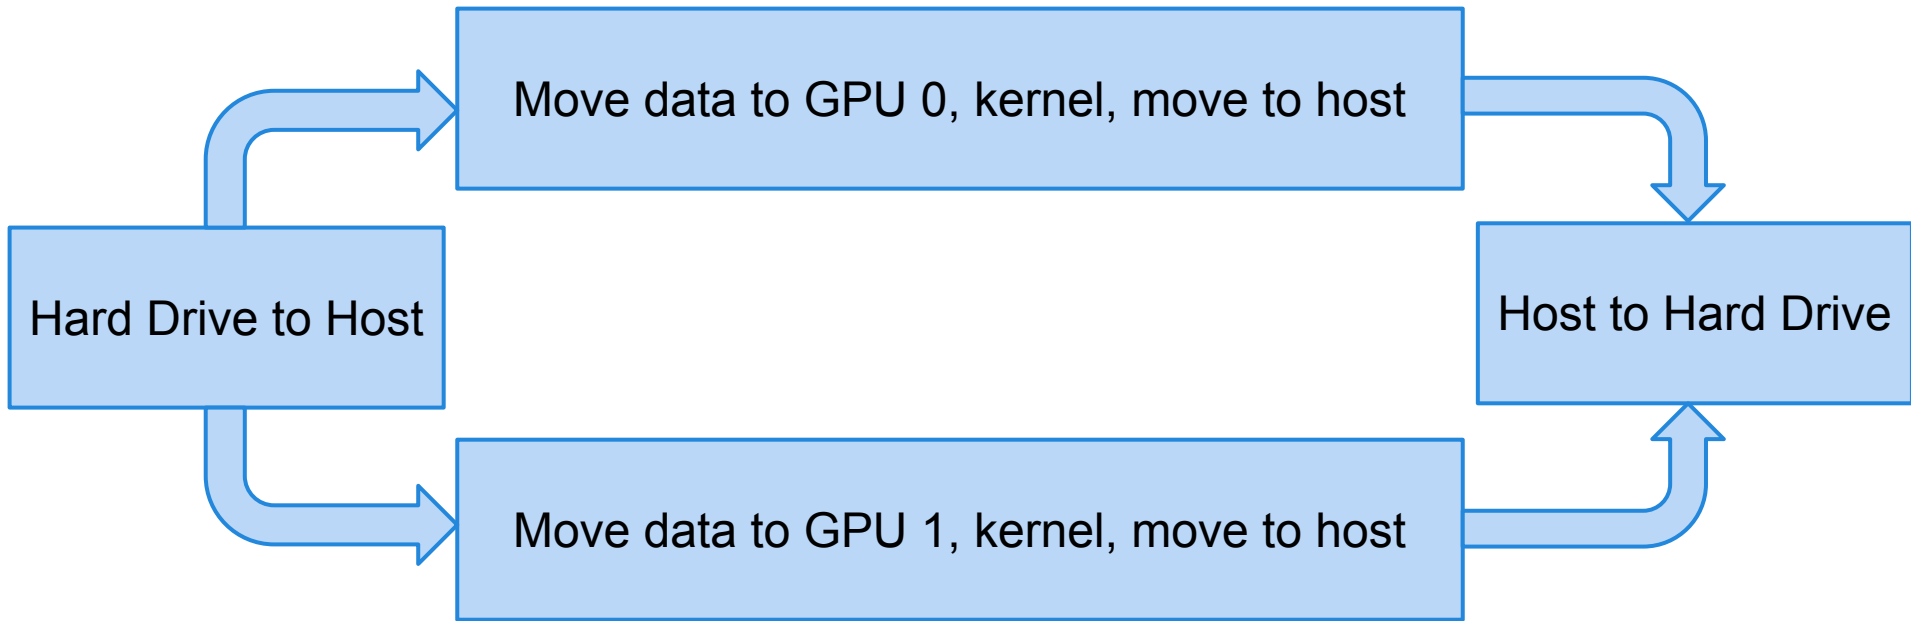 Move data to GPU 0, kernel, move to host
Hard Drive to Host
Host to Hard Drive
Move data to GPU 1, kernel, move to host